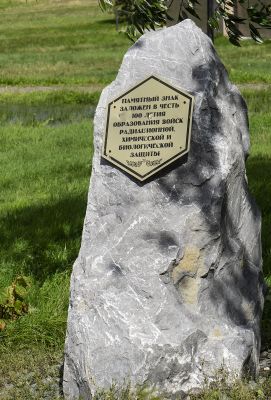 ПАМЯТНЫЙ ЗНАК
ЗАЛОЖЕН В ЧЕСТЬ
100 ЛЕТИЯ
ОБРАЗОВАНИЯ ВОЙСК
РАДИАЦИОННОЙ,
ХИМИЧЕСКОЙ И
БИОЛОГИЧЕСКОЙ
ЗАЩИТЫ